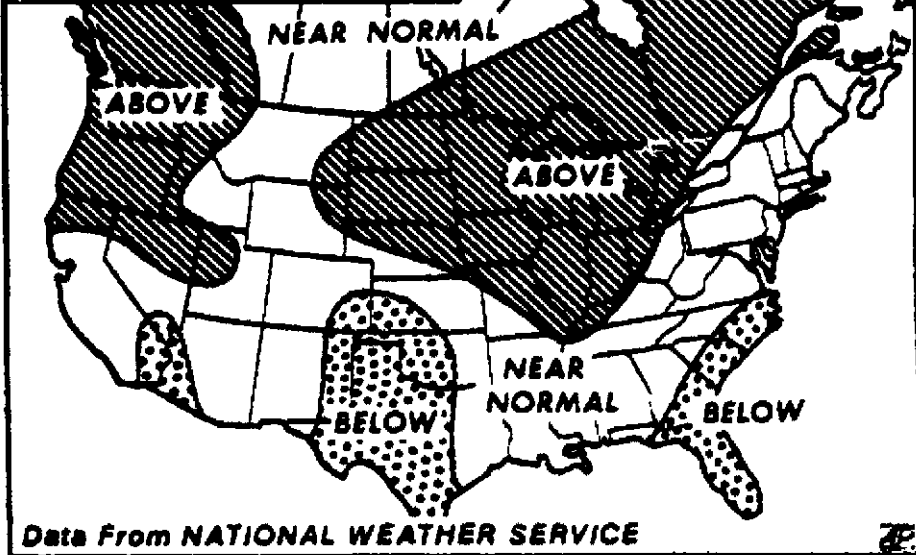 NEAR NORMAL
ABOVE
ABOVE
NEAR
NORMAL
BELOW
BELOW
Data From NATIONAL WEATHER SERVICE